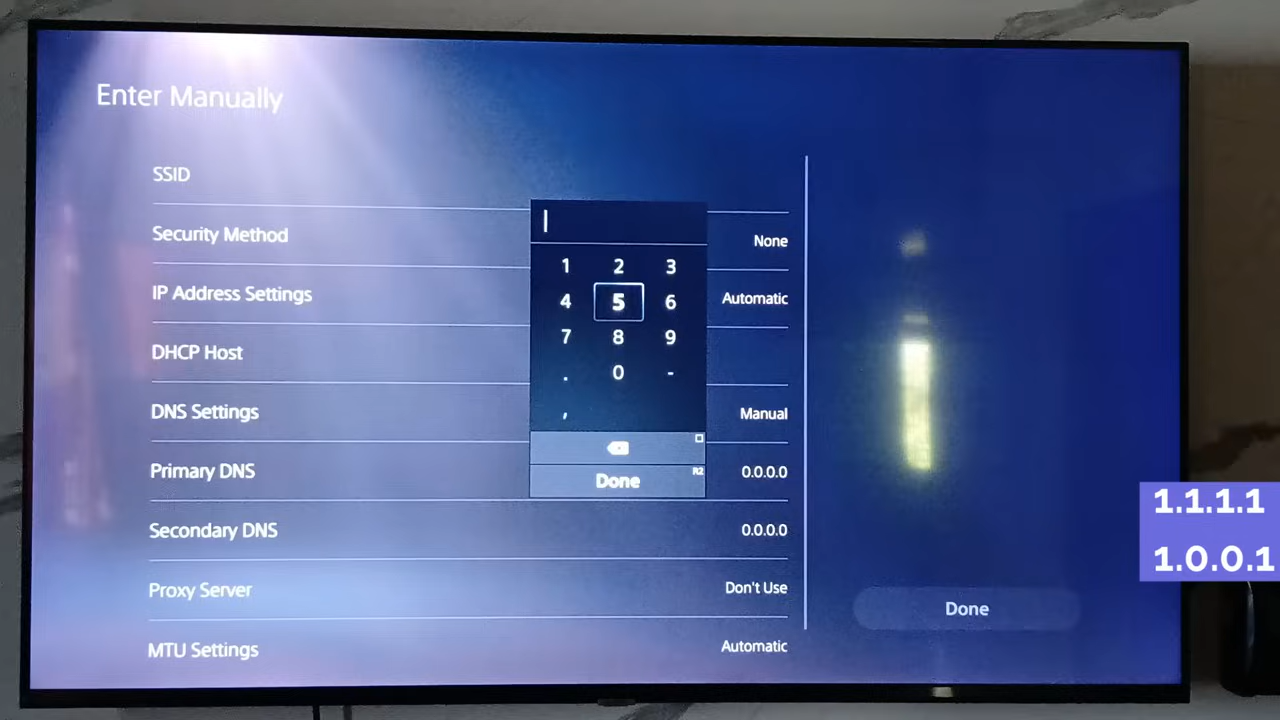 Enter Manually
SSID
Security Method None
IP Address Settings Automatic
DHCP Host
DNS Settings Manual
Primary DNS 0.0.0.0
Secondary DNS 0.0.0.0
Proxy Server Don't Use
MTU Settings Automatic
1 2 3
4 5 6
7 8 9
. 0 -
,
R2
Done
Done
1.1.1.1
1.0.0.1